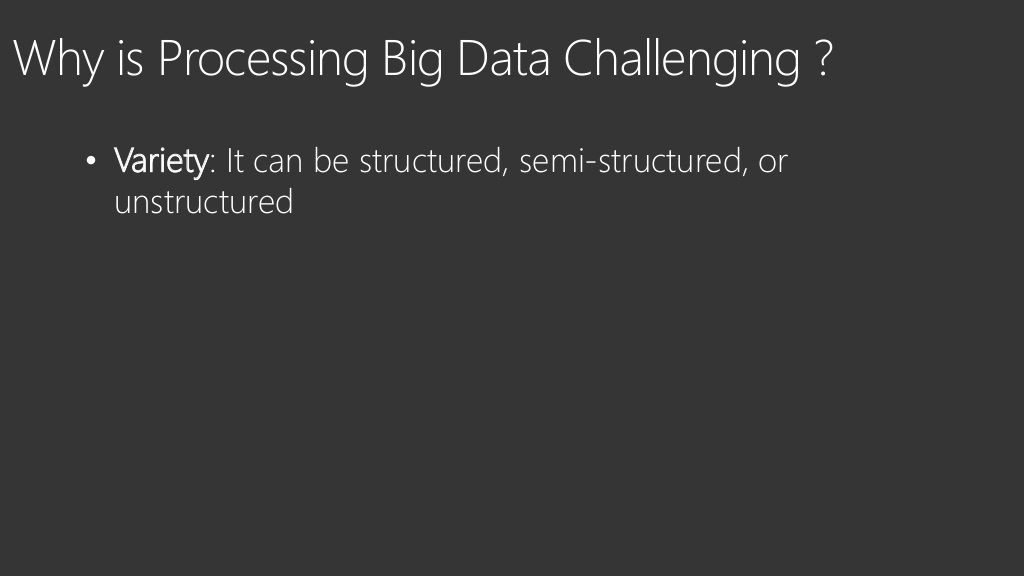 Why is Processing Big Data Challenging ?
• Variety: It can be structured, semi-structured, or
unstructured